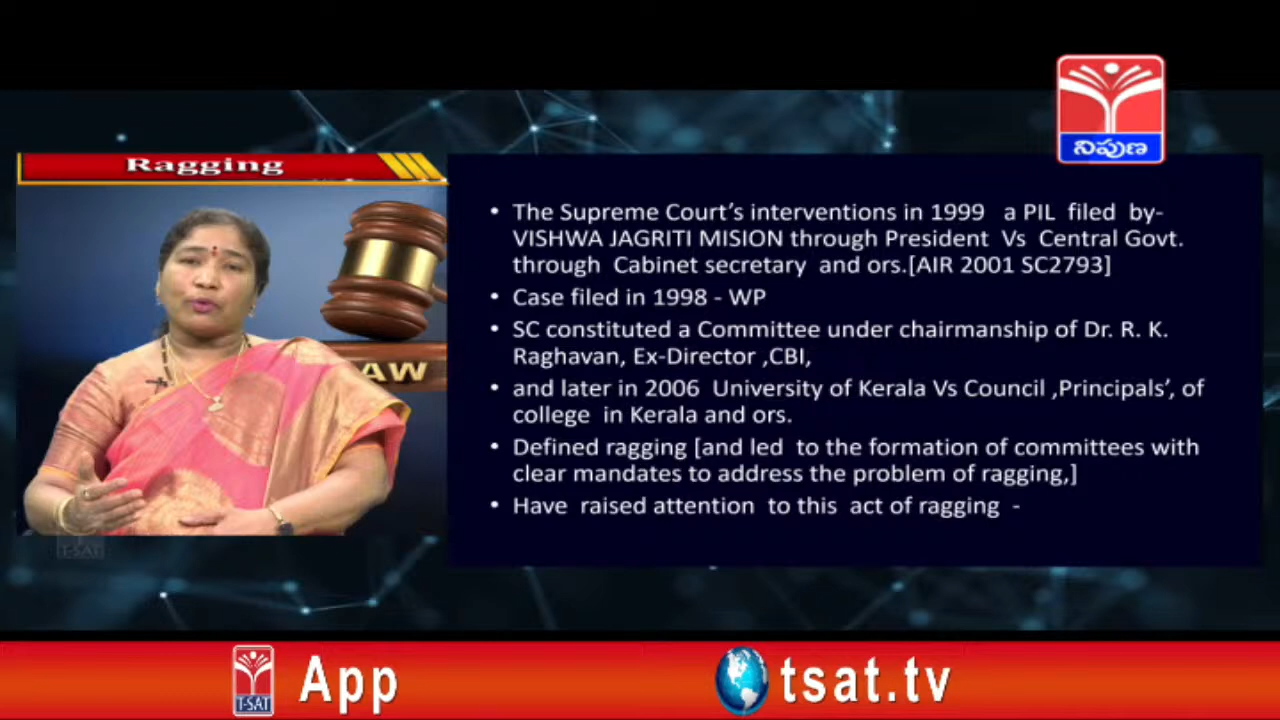 నిపుణ
Ragging
• The Supreme Court's interventions in 1999 a PIL filed by-
VISHWA JAGRITI MISION through President Vs Central Govt.
through Cabinet secretary and ors.[AIR 2001 SC2793]
• Case filed in 1998 - WP
• SC constituted a Committee under chairmanship of Dr. R. K.
Raghavan, Ex-Director ,CBI,
• and later in 2006 University of Kerala Vs Council ,Principals', of
college in Kerala and ors.
• Defined ragging [and led to the formation of committees with
clear mandates to address the problem of ragging,]
• Have raised attention to this act of ragging -
AW
T-SAT
T-SAT
App
tsat.tv